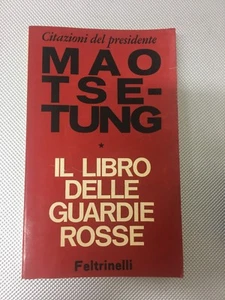 Citazioni del presidente
MAO
TSE-
TUNG
*
IL LIBRO
DELLE
GUARDIE
ROSSE
Feltrinelli